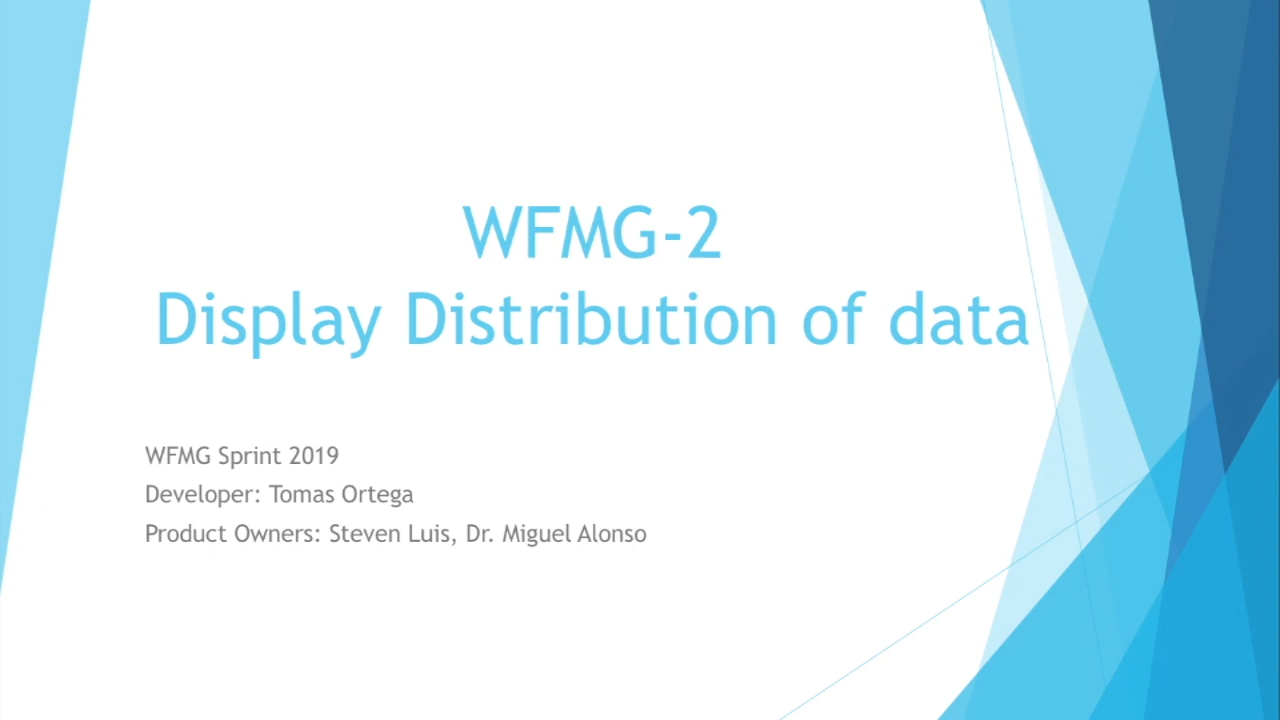 WFMG-2
Display Distribution of data
WFMG Sprint 2019
Developer: Tomas Ortega
Product Owners: Steven Luis, Dr. Miguel Alonso